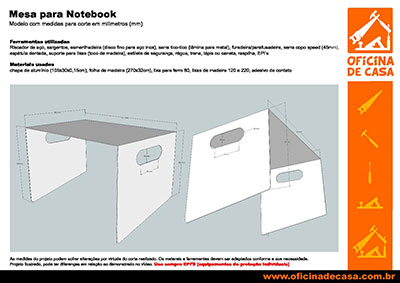 Mesa para Notebook
Modelo com medidas para corte em milímetros (mm)
OFICINA
DE CASA
Ferramentas utilizadas
Riscador de aço, sargentos, esmerilhadeira (disco fino para aço inox), serra tico-tico (lâmina para metal), furadeira/parafusadeira, serra copo speed (45mm),
espátula dentada, suporte para lixas (toco de madeira), estilete de segurança, régua, trena, lápis ou caneta, raspilha, EPI's
Materiais usados
chapa de alumínio (155x30x0,15cm), folha de madeira (270x32cm), lixa para ferro 80, lixas de madeira 120 e 220, adesivo de contato
As medidas do projeto podem sofrer alterações por virtude do corte realizado. Os materiais e ferramentas devem ser adaptados conforme a sua necessidade.
Projeto ilustrado, pode ter diferenças em relação ao demonstrado no vídeo. Use sempre EPI'S (equipamentos de proteção individuais)
www.oficinadecasa.com.br